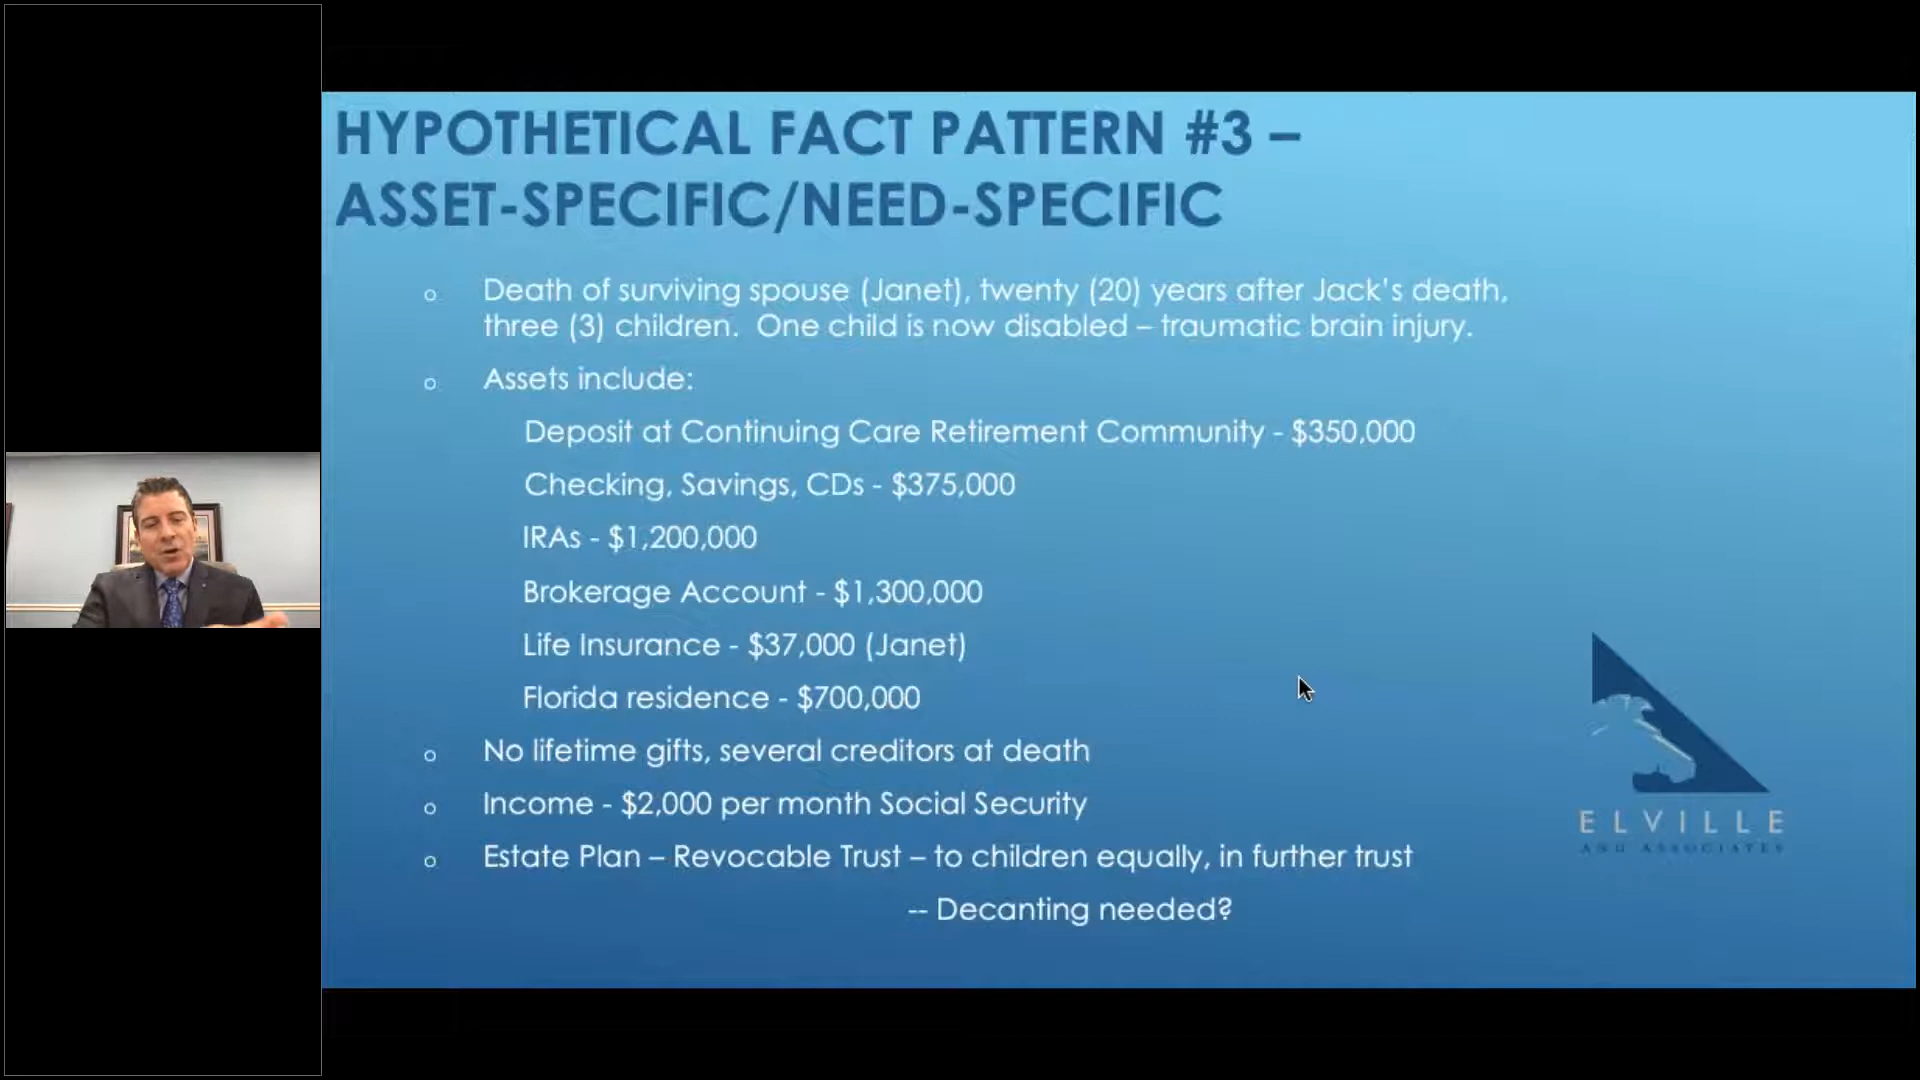 HYPOTHETICAL FACT PATTERN #3 –
ASSET-SPECIFIC/NEED-SPECIFIC
Death of surviving spouse (Janet), twenty (20) years after Jack's death,
three (3) children. One child is now disabled – traumatic brain injury.
Assets include:
Deposit at Continuing Care Retirement Community - $350,000
Checking, Savings, CDs - $375,000
IRAs - $1,200,000
Brokerage Account - $1,300,000
Life Insurance - $37,000 (Janet)
Florida residence - $700,000
No lifetime gifts, several creditors at death
Income - $2,000 per month Social Security
Estate Plan – Revocable Trust – to children equally, in further trust
-- Decanting needed?
ELVILLE
AND ASSOCIATES